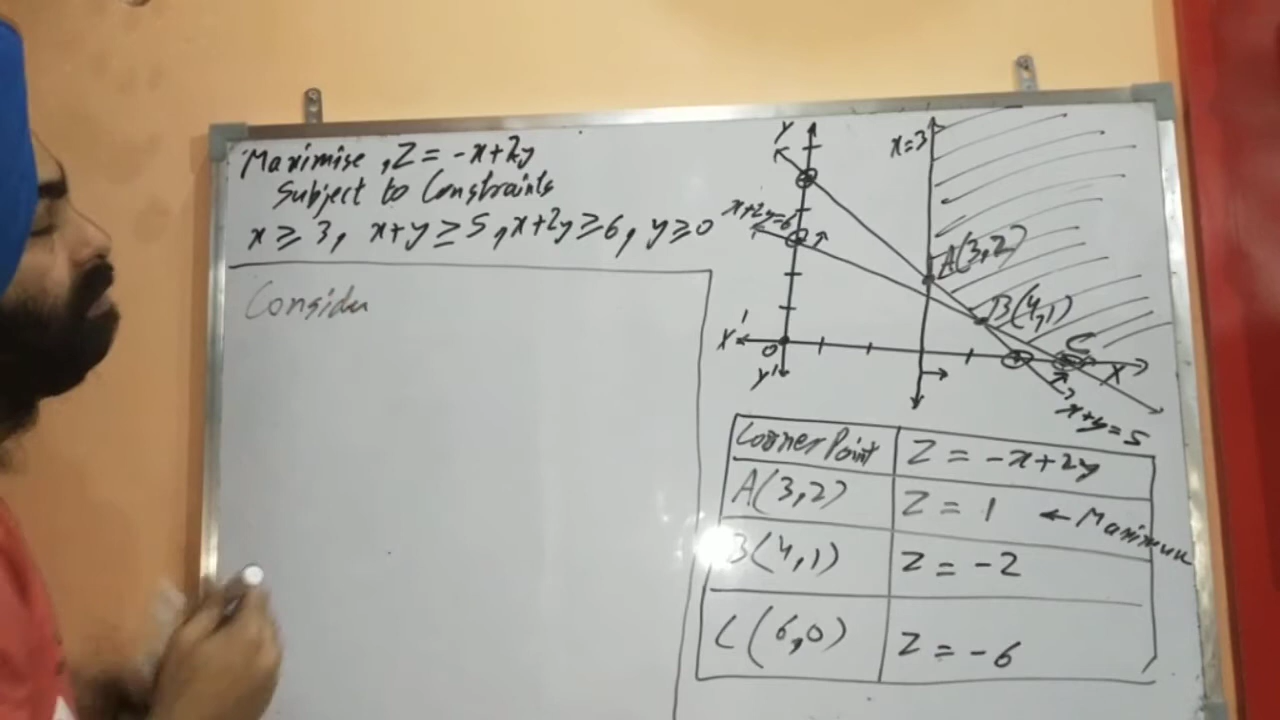 Maximise, Z = -x+2y
Subject to Constraints
x ≥ 3, x+y ≥ 5, x+2y ≥ 6, y ≥ 0
Conside
Y
x=3
x+2y=6
A(3,2)
B(4,1)
C
X'
O
X
Y'
x+y=5
Corner Point Z = -x+2y
A(3,2) Z = 1 ← Maximum
B(4,1) Z = -2
C(6,0) Z = -6